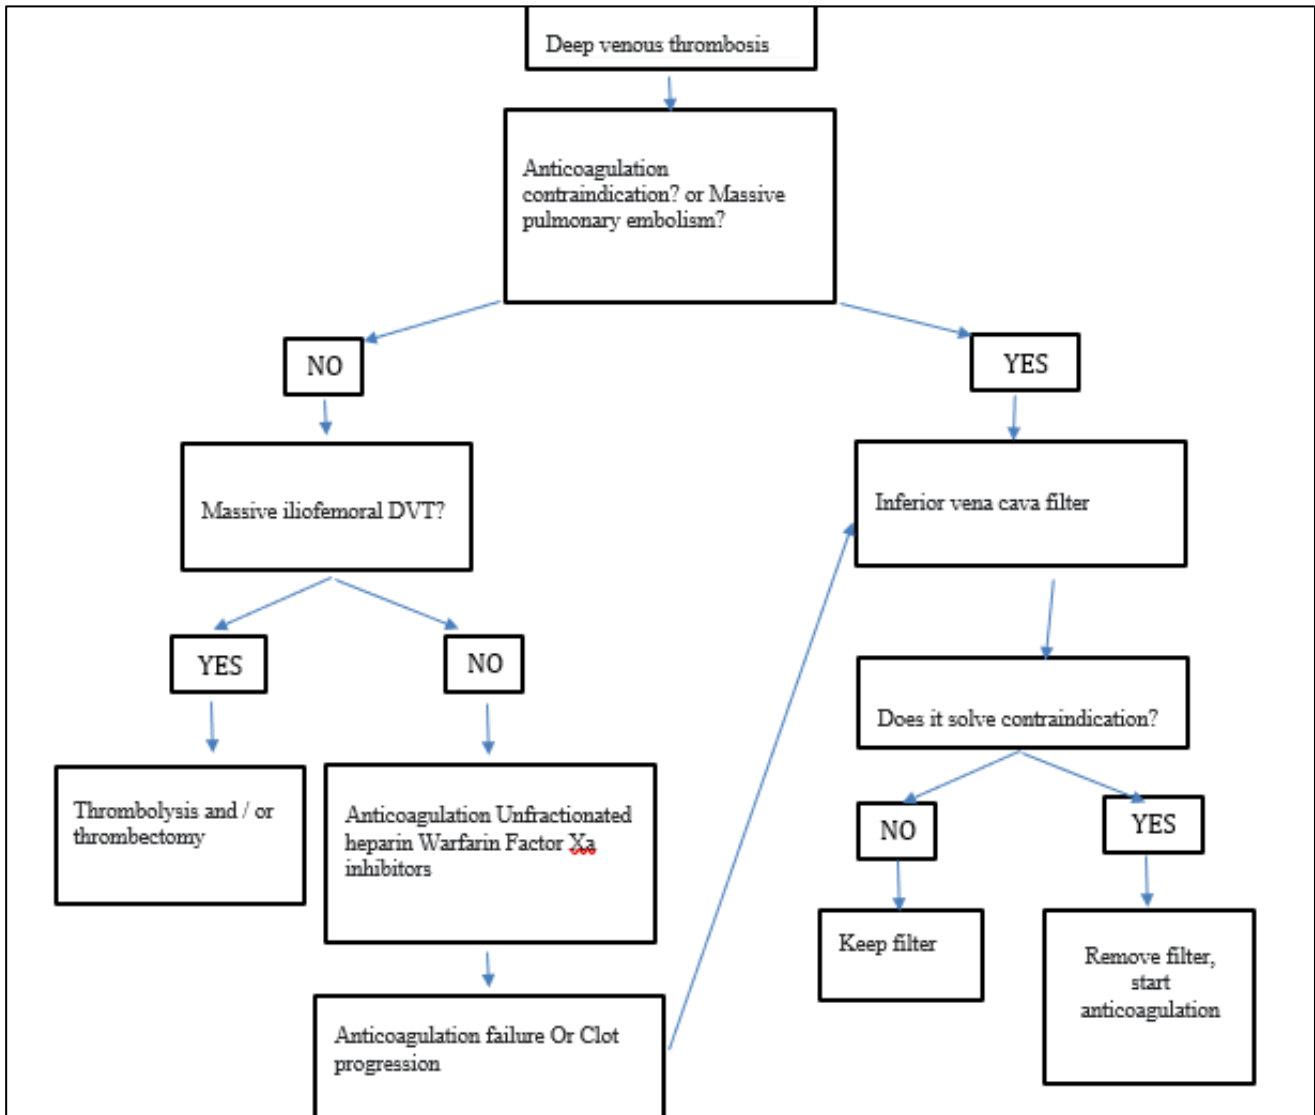 Deep venous thrombosis
Anticoagulation
contraindication? or Massive
pulmonary embolism?
NO
YES
Massive iliofemoral DVT?
Inferior vena cava filter
YES
NO
Does it solve contraindication?
Thrombolysis and / or
thrombectomy
Anticoagulation Unfractionated
heparin Warfarin Factor Xa
inhibitors
NO
YES
Keep filter
Remove filter,
start
anticoagulation
Anticoagulation failure Or Clot
progression